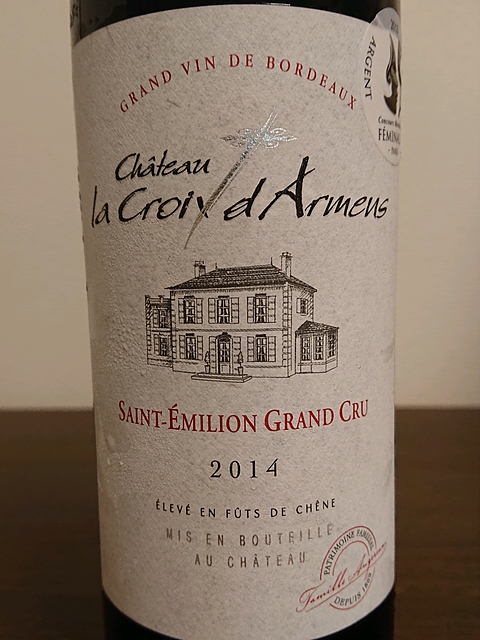 GRAND VIN DE BORDEAUX
ARGENT
Château
la Croix d'Armens
SAINT-ÉMILION GRAND CRU
2014
ÉLEVÉ EN FÛTS DE CHÊNE
MIS EN BOUTEILLE
AU CHÂTEAU
PATRIMOINE FAMILIAL
Famille
DEPUIS